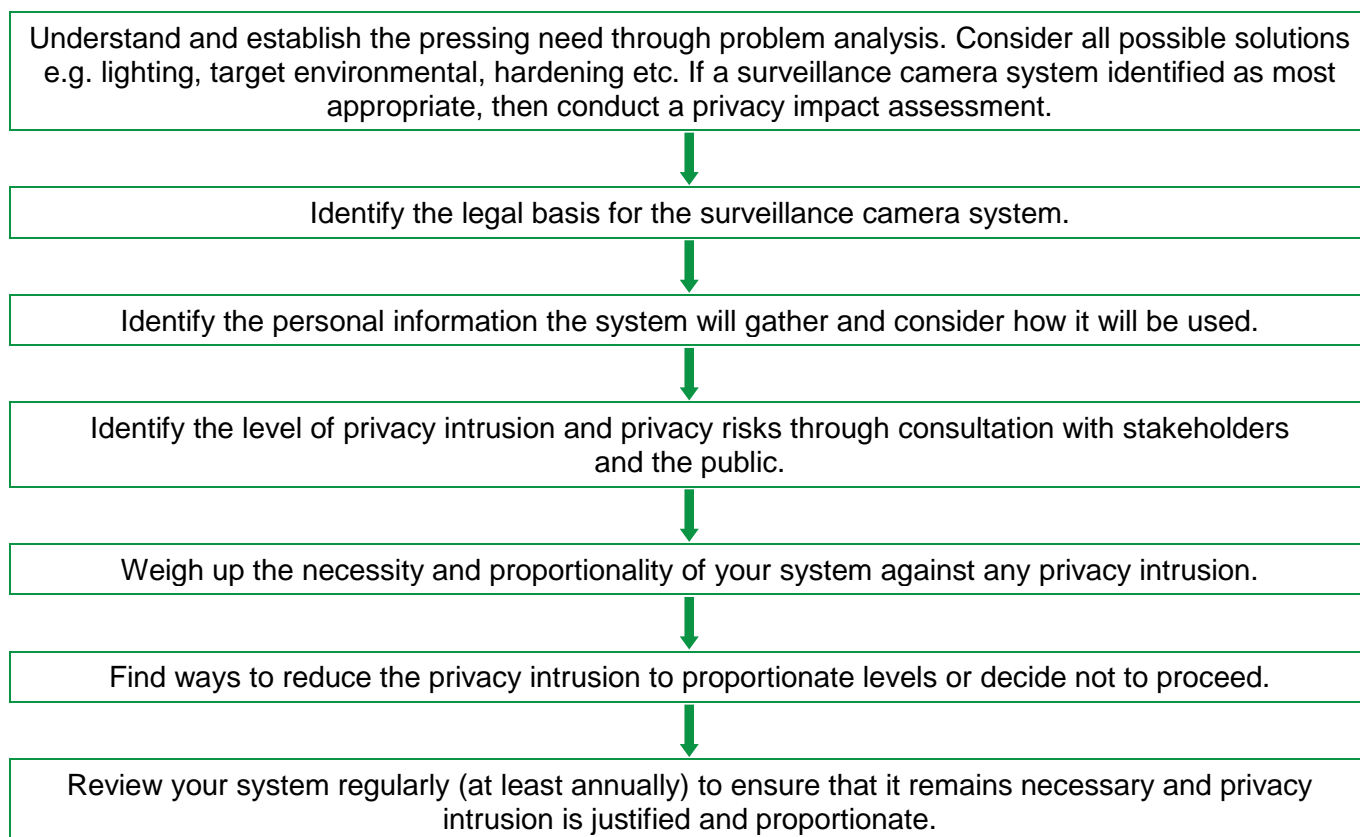 Understand and establish the pressing need through problem analysis. Consider all possible solutions
e.g. lighting, target environmental, hardening etc. If a surveillance camera system identified as most
appropriate, then conduct a privacy impact assessment.
Identify the legal basis for the surveillance camera system.
Identify the personal information the system will gather and consider how it will be used.
Identify the level of privacy intrusion and privacy risks through consultation with stakeholders
and the public.
Weigh up the necessity and proportionality of your system against any privacy intrusion.
Find ways to reduce the privacy intrusion to proportionate levels or decide not to proceed.
Review your system regularly (at least annually) to ensure that it remains necessary and privacy
intrusion is justified and proportionate.